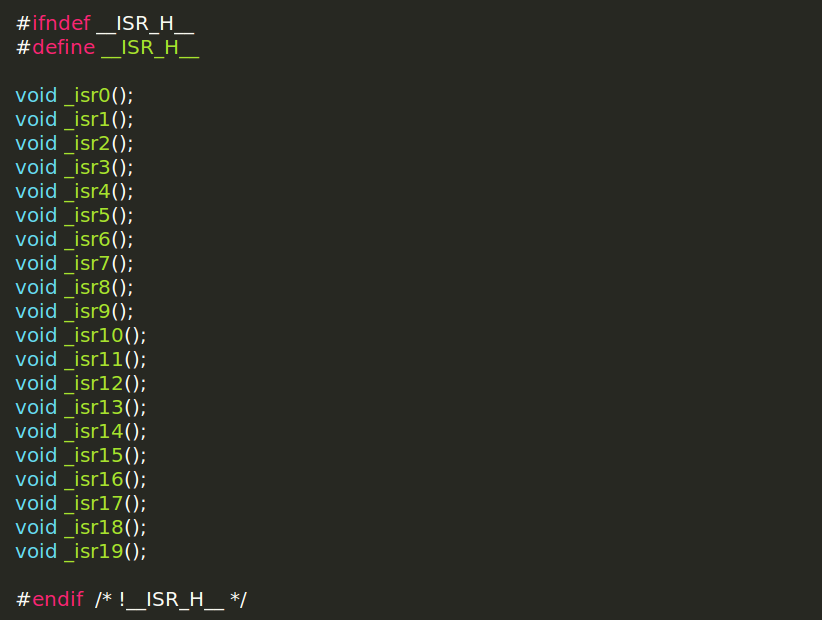 #ifndef __ISR_H__
#define __ISR_H__
void _isr0();
void _isr1();
void _isr2();
void _isr3();
void _isr4();
void _isr5();
void _isr6();
void _isr7();
void _isr8();
void _isr9();
void _isr10();
void _isr11();
void _isr12();
void _isr13();
void _isr14();
void _isr15();
void _isr16();
void _isr17();
void _isr18();
void _isr19();
#endif /* !__ISR_H__ */